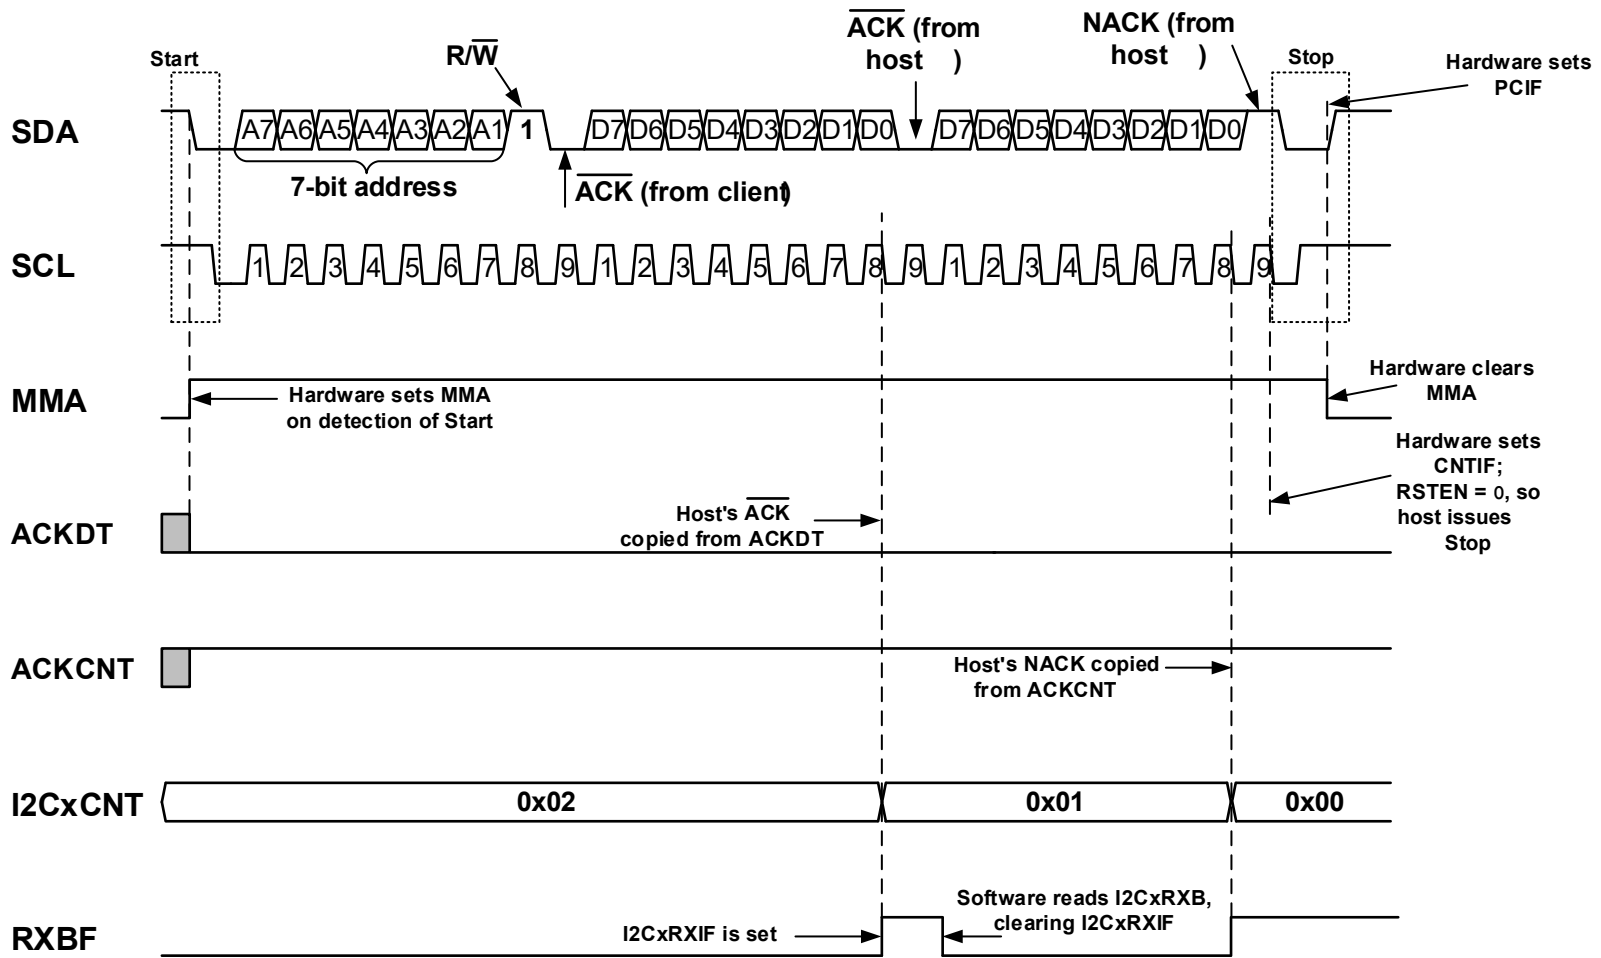 Start
R/W
ACK (from
host )
NACK (from
host )
Stop
Hardware sets
PCIF
SDA
A7 A6 A5 A4 A3 A2 A1 1 D7 D6 D5 D4 D3 D2 D1 D0 D7 D6 D5 D4 D3 D2 D1 D0
7-bit address
ACK (from client)
SCL
1 2 3 4 5 6 7 8 9 1 2 3 4 5 6 7 8 9 1 2 3 4 5 6 7 8 9
MMA
Hardware sets MMA
on detection of Start
Hardware clears
MMA
Hardware sets
CNTIF;
RSTEN = 0, so
host issues
Stop
ACKDT
Host's ACK
copied from ACKDT
ACKCNT
Host's NACK copied
from ACKCNT
I2CxCNT
0x02
0x01
0x00
RXBF
I2CxRXIF is set
Software reads I2CxRXB,
clearing I2CxRXIF